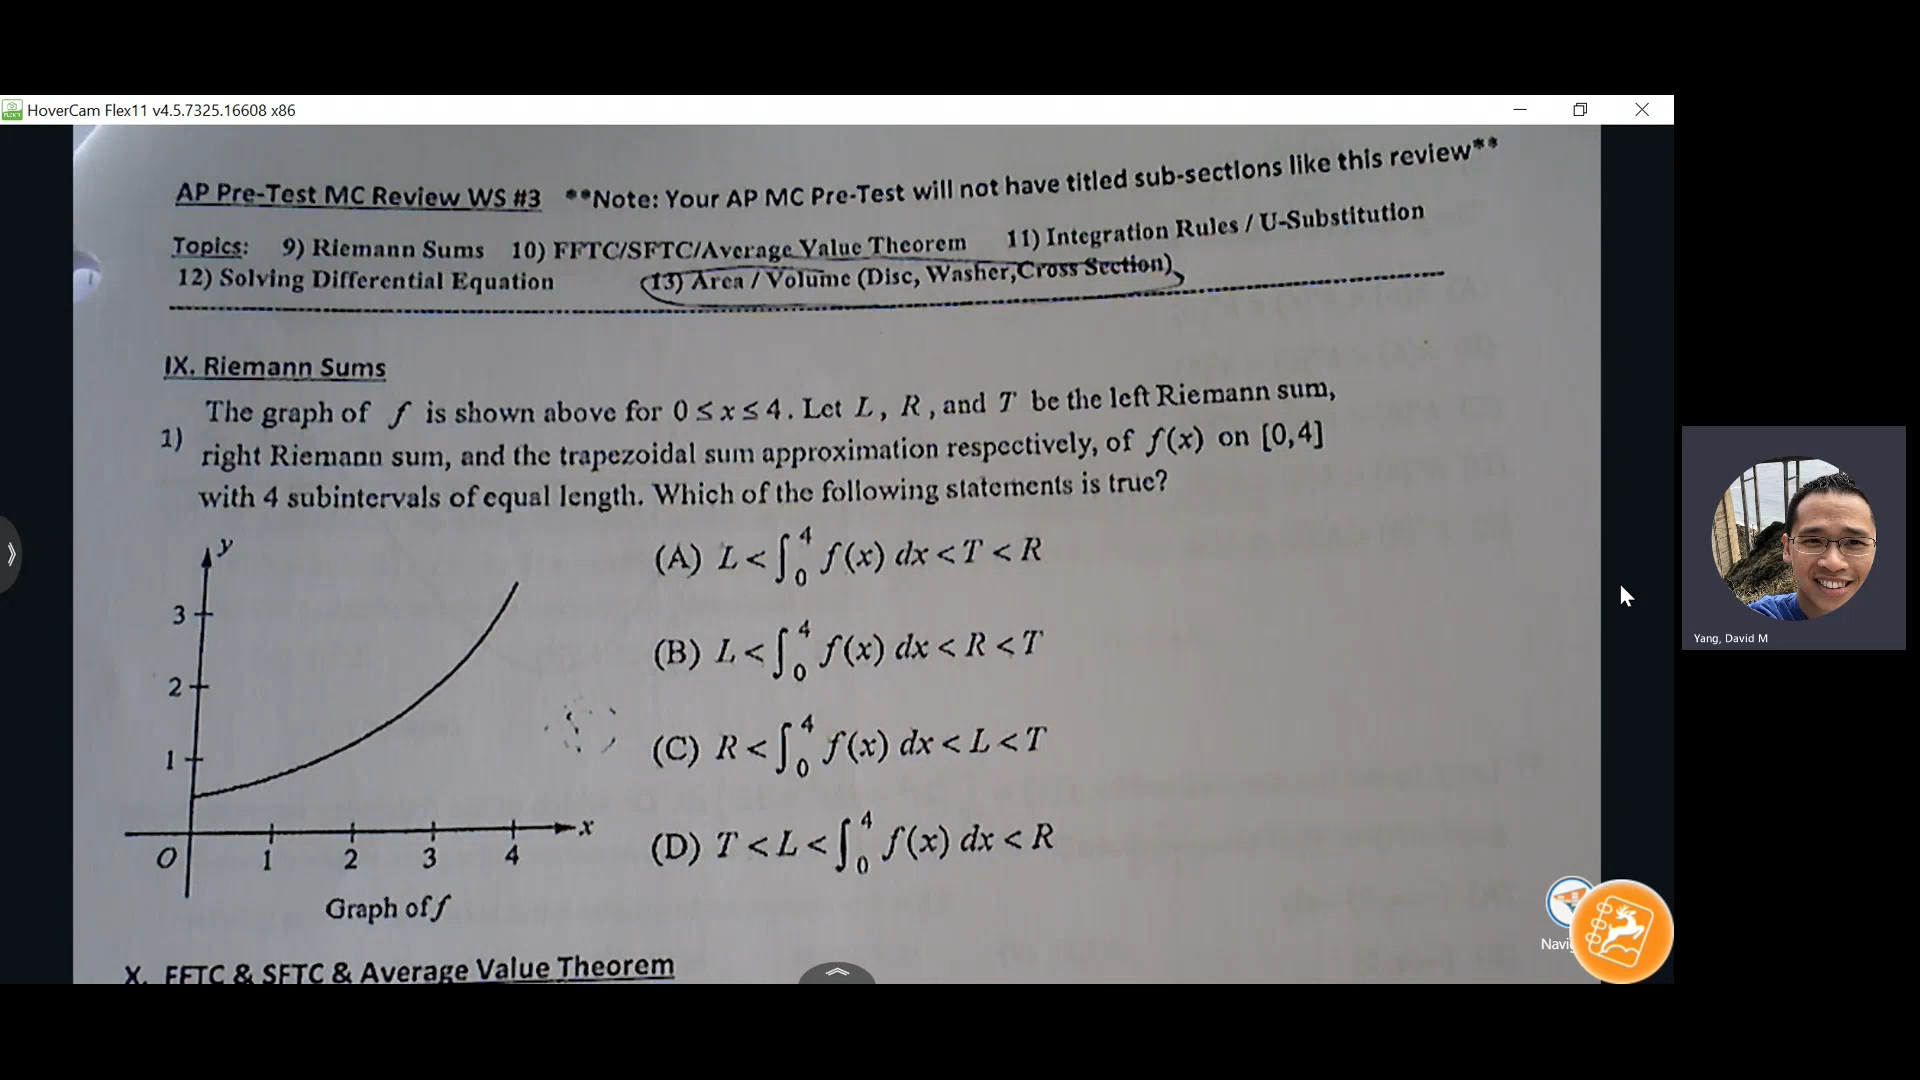 HoverCam Flex11 v4.5.7325.16608 x86
AP Pre-Test MC Review WS #3 **Note: Your AP MC Pre-Test will not have titled sub-sections like this review**
Topics: 9) Riemann Sums 10) FFTC/SFTC/Average Value Theorem 11) Integration Rules / U-Substitution
12) Solving Differential Equation 13) Area / Volume (Disc, Washer,Cross Section)
IX. Riemann Sums
The graph of f is shown above for 0 ≤ x ≤ 4. Let L, R, and T be the left Riemann sum,
1) right Riemann sum, and the trapezoidal sum approximation respectively, of f(x) on [0,4]
with 4 subintervals of equal length. Which of the following statements is true?
(A) L < ∫₀⁴ f(x) dx < T < R
(B) L < ∫₀⁴ f(x) dx < R < T
(C) R < ∫₀⁴ f(x) dx < L < T
(D) T < L < ∫₀⁴ f(x) dx < R
y
3
2
1
x
O 1 2 3 4
Graph of f
X. FFTC & SFTC & Average Value Theorem
Yang, David M